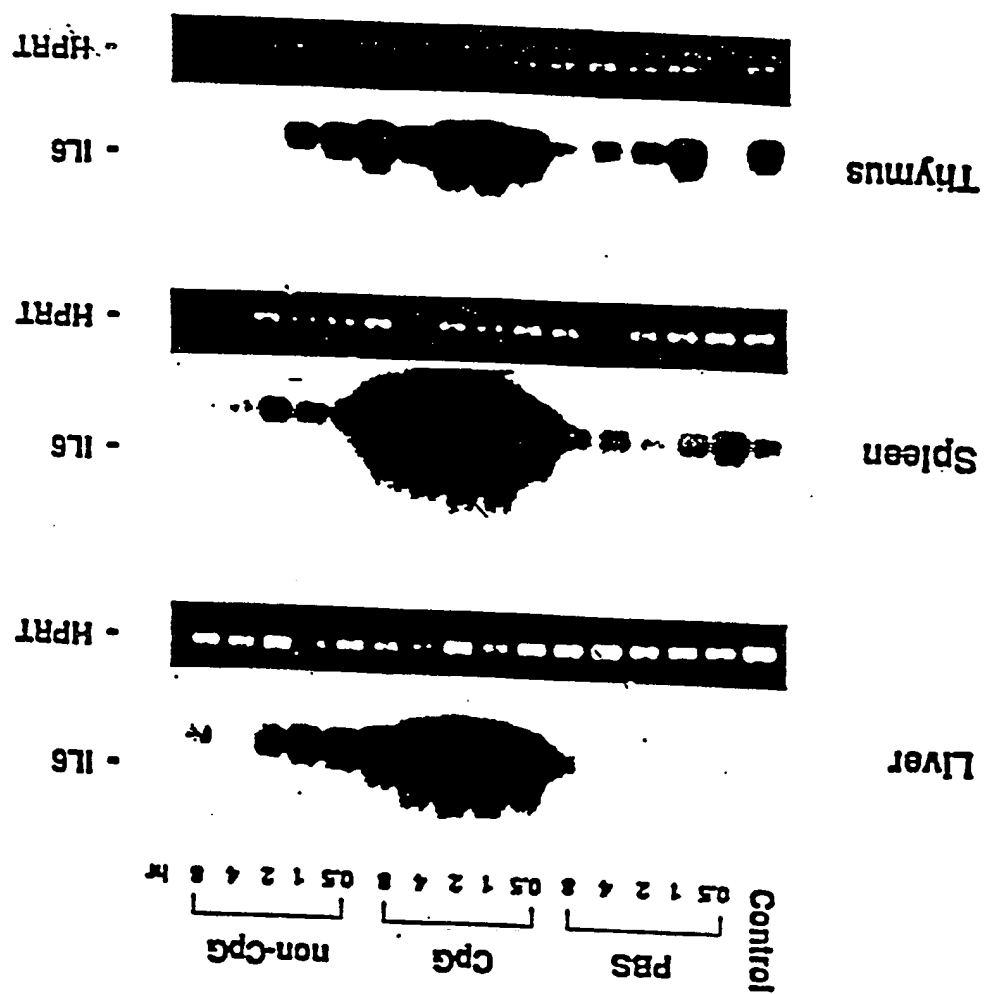 Control
PBS CpG non-CpG
0.5 1 2 4 8 0.5 1 2 4 8 0.5 1 2 4 8 hr
Liver - IL6
- HPRT
Spleen - IL6
- HPRT
Thymus - IL6
- HPRT